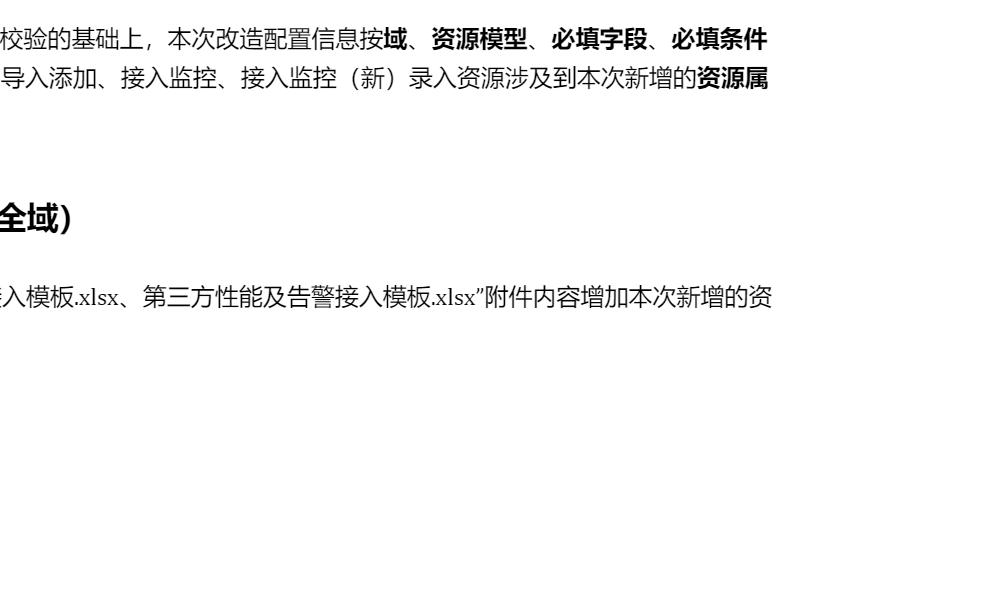 校验的基础上，本次改造配置信息按域、资源模型、必填字段、必填条件
导入添加、接入监控、接入监控（新）录入资源涉及到本次新增的资源属
全域）
入模板.xlsx、第三方性能及告警接入模板.xlsx”附件内容增加本次新增的资